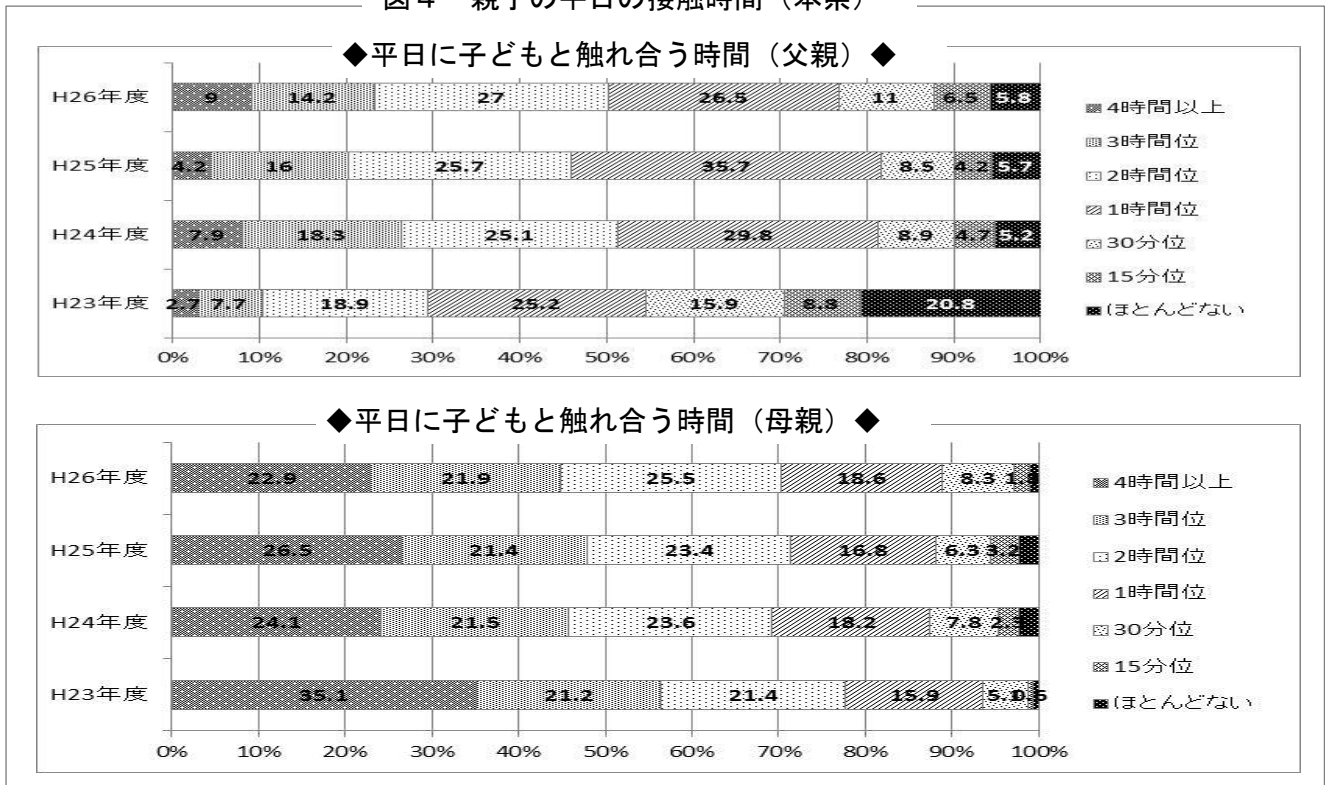 図４ 親子の平日の接触時間（本県）
◆平日に子どもと触れ合う時間（父親）◆
H26年度 9 14.2 27 26.5 11 6.5 5.8
H25年度 4.2 16 25.7 35.7 8.5 4.2 5.7
H24年度 7.9 18.3 25.1 29.8 8.9 4.7 5.2
H23年度 2.7 7.7 18.9 25.2 15.9 8.8 20.8
0% 10% 20% 30% 40% 50% 60% 70% 80% 90% 100%
4時間以上
3時間位
2時間位
1時間位
30分位
15分位
ほとんどない
◆平日に子どもと触れ合う時間（母親）◆
H26年度 22.9 21.9 25.5 18.6 8.3
H25年度 26.5 21.4 23.4 16.8 6.3 3.2
H24年度 24.1 21.5 23.6 18.2 7.8
H23年度 35.1 21.2 21.4 15.9 5.1
0% 10% 20% 30% 40% 50% 60% 70% 80% 90% 100%
4時間以上
3時間位
2時間位
1時間位
30分位
15分位
ほとんどない